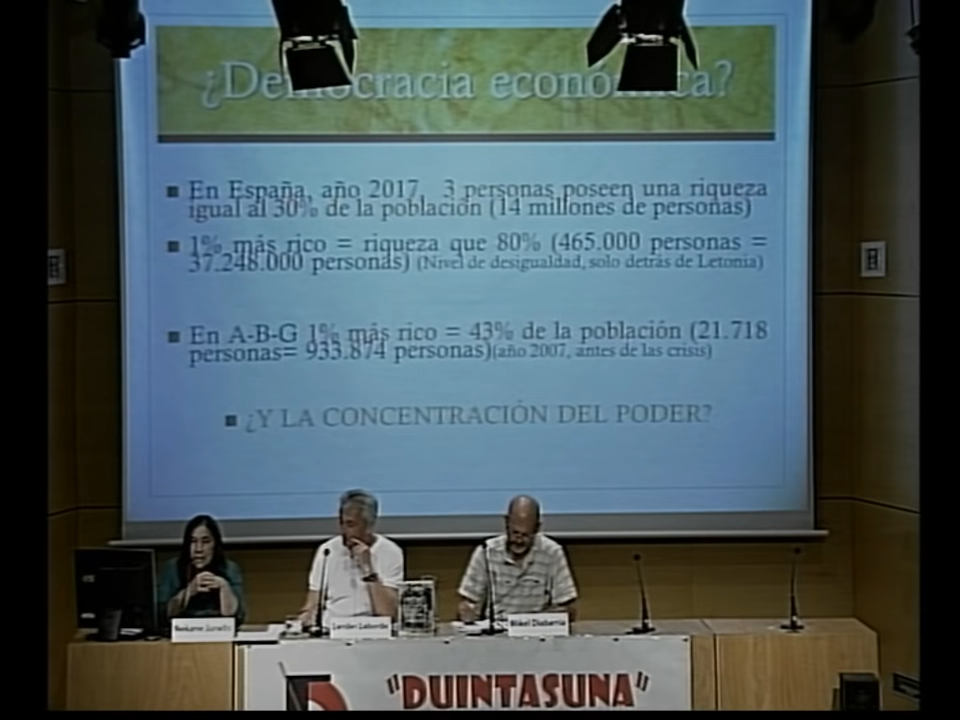 ¿Democracia económica?
■ En España, año 2017, 3 personas poseen una riqueza
igual al 30% de la población (14 millones de personas)
■ 1% más rico = riqueza que 80% (465.000 personas =
37.248.000 personas) (Nivel de desigualdad, solo detrás de Letonia)
■ En A-B-G 1% más rico = 43% de la población (21.718
personas= 933.874 personas)(año 2007, antes de las crisis)
■ ¿Y LA CONCENTRACIÓN DEL PODER?
"DUINTASUNA"